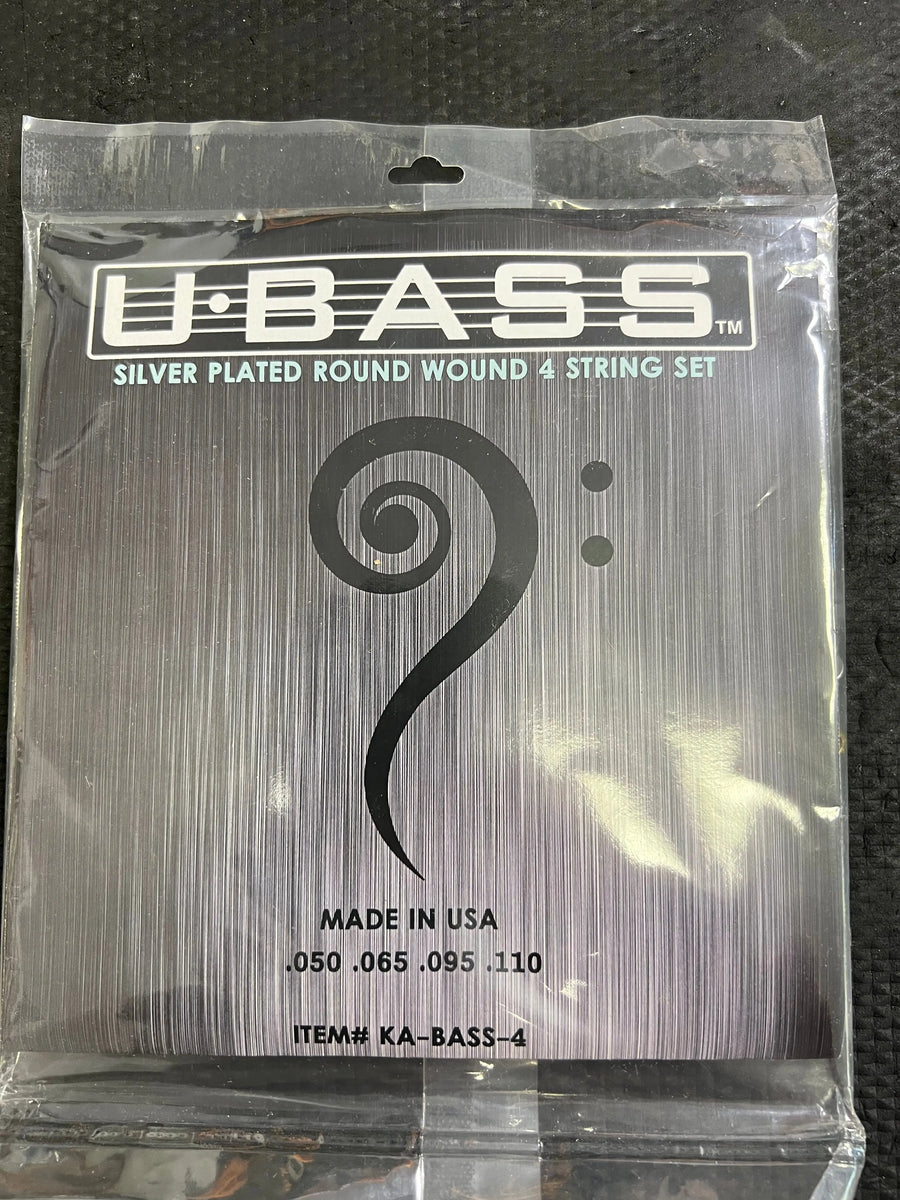 U•BASS™
SILVER PLATED ROUND WOUND 4 STRING SET
MADE IN USA
.050 .065 .095 .110
ITEM# KA-BASS-4